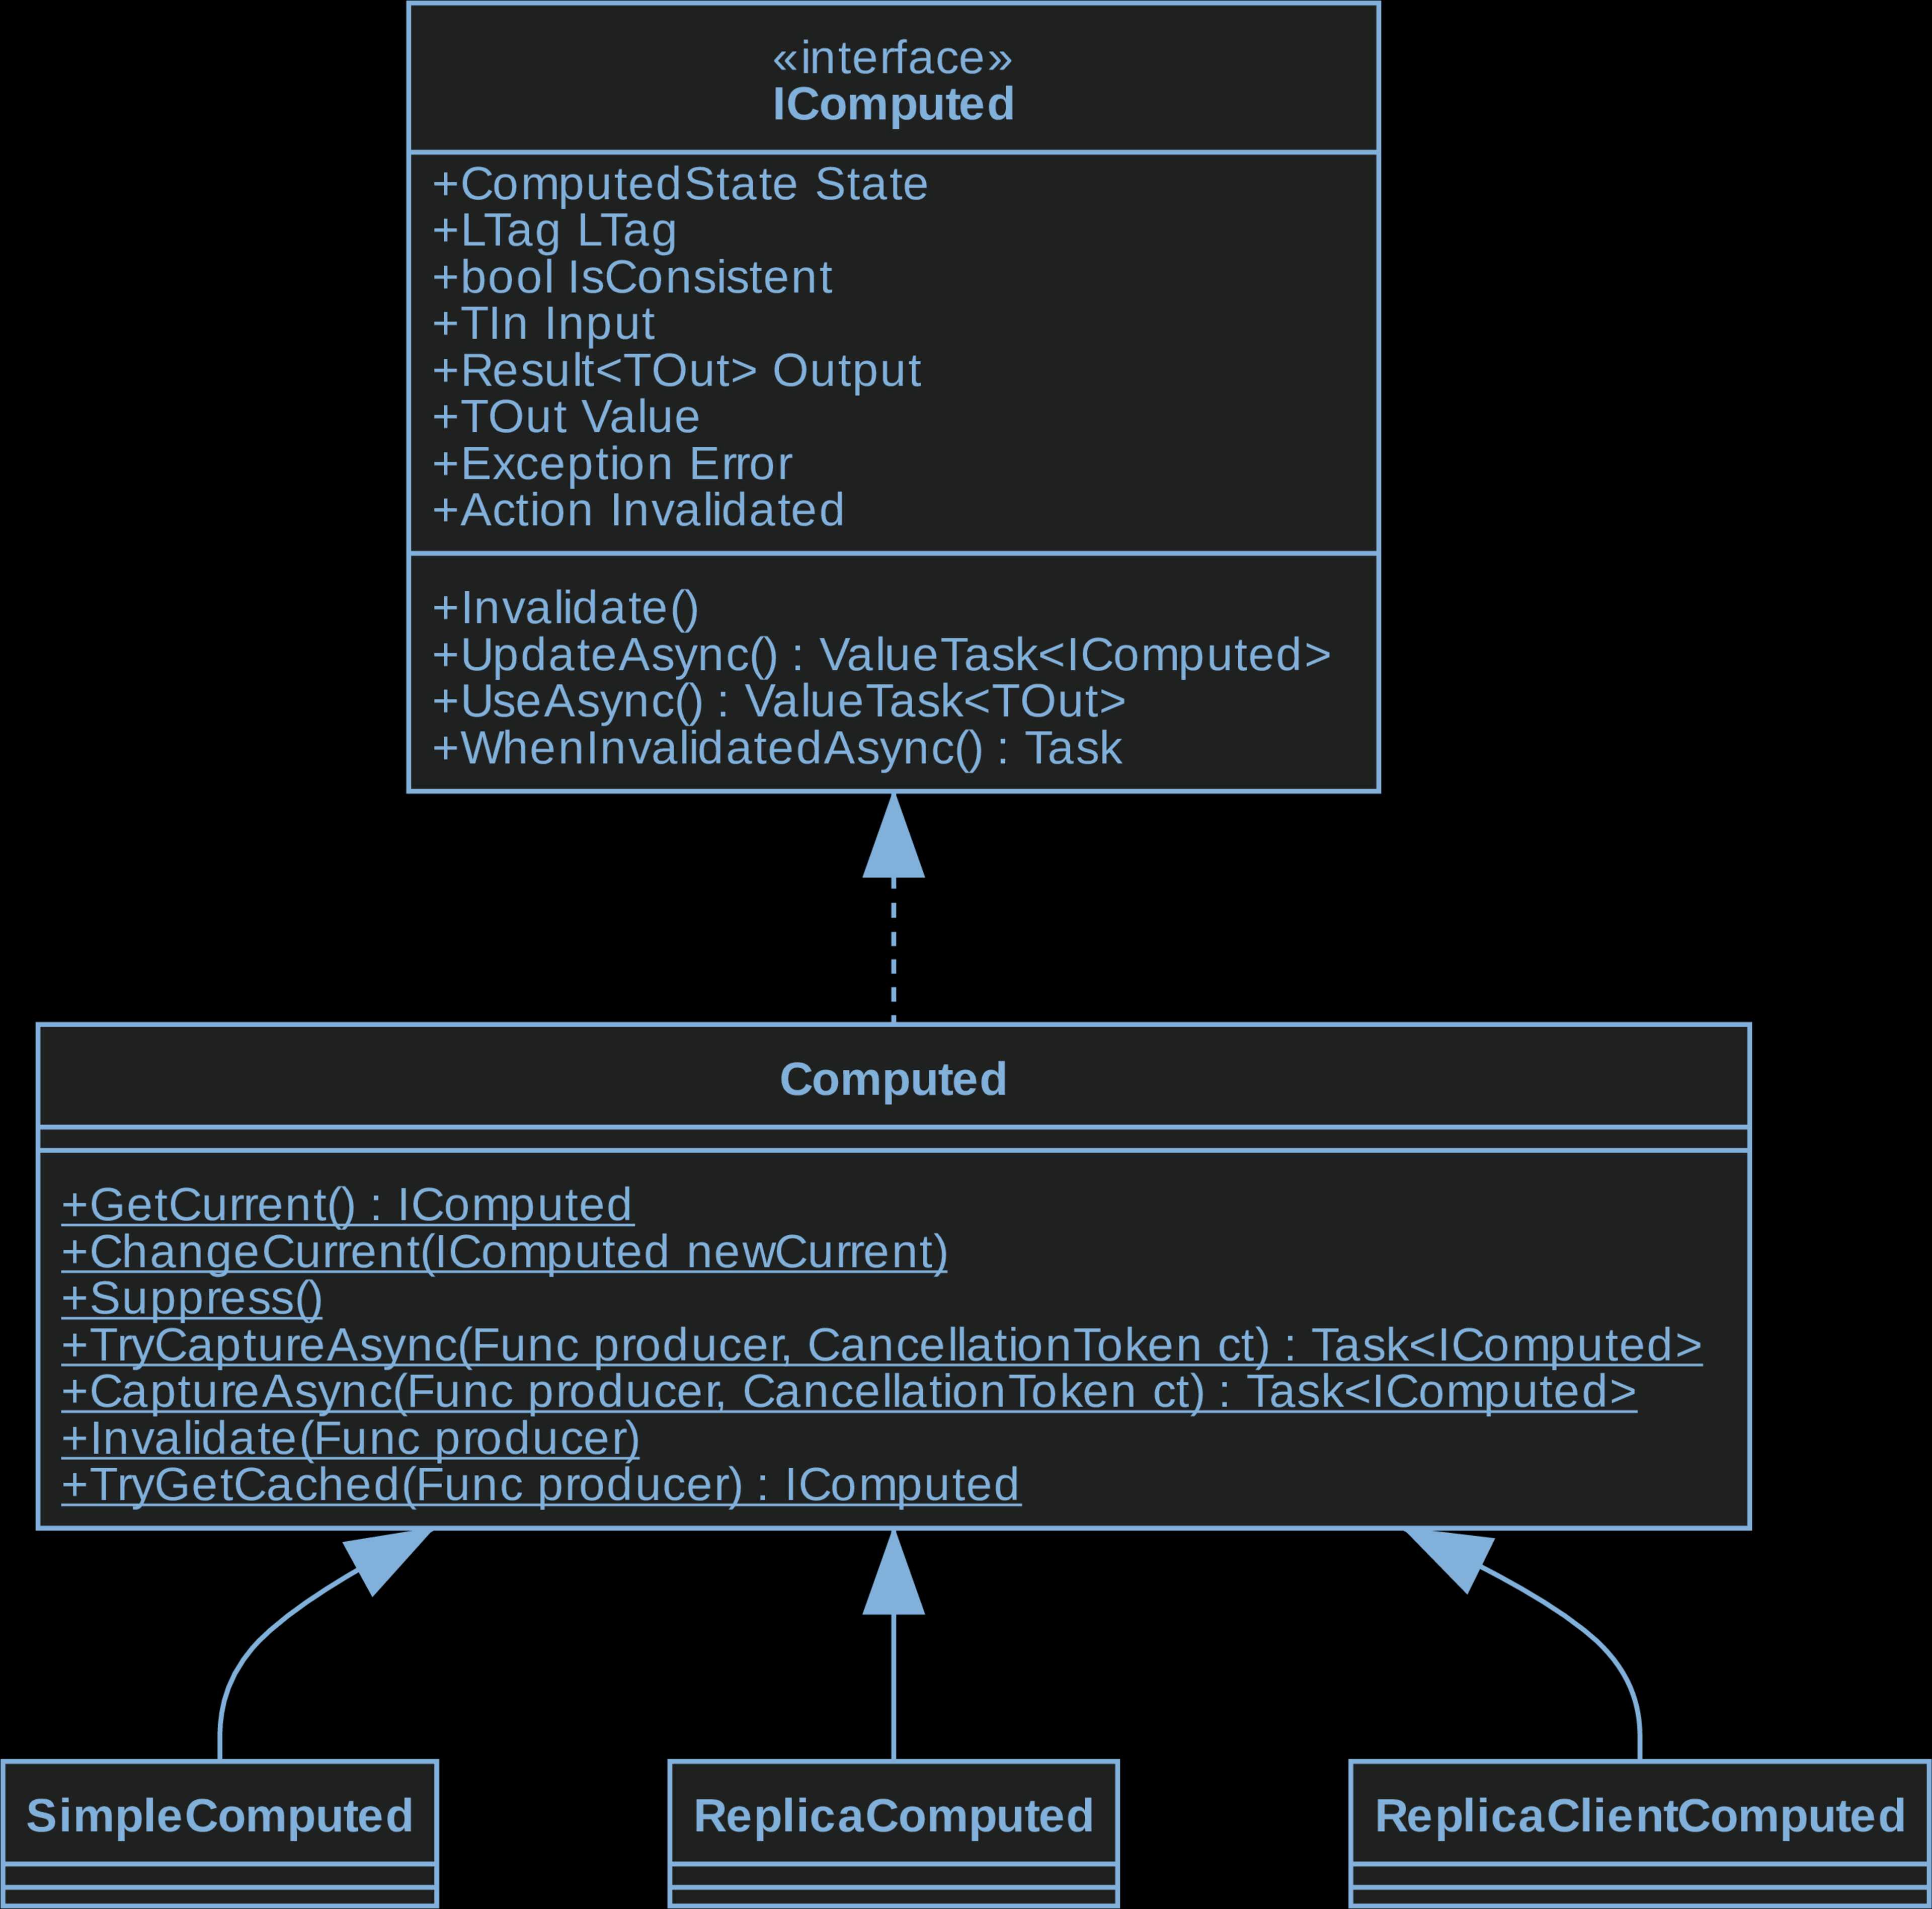 «interface»
IComputed
+ComputedState State
+LTag LTag
+bool IsConsistent
+TIn Input
+Result<TOut> Output
+TOut Value
+Exception Error
+Action Invalidated
+Invalidate()
+UpdateAsync() : ValueTask<IComputed>
+UseAsync() : ValueTask<TOut>
+WhenInvalidatedAsync() : Task
Computed
+GetCurrent() : IComputed
+ChangeCurrent(IComputed newCurrent)
+Suppress()
+TryCaptureAsync(Func producer, CancellationToken ct) : Task<IComputed>
+CaptureAsync(Func producer, CancellationToken ct) : Task<IComputed>
+Invalidate(Func producer)
+TryGetCached(Func producer) : IComputed
SimpleComputed
ReplicaComputed
ReplicaClientComputed